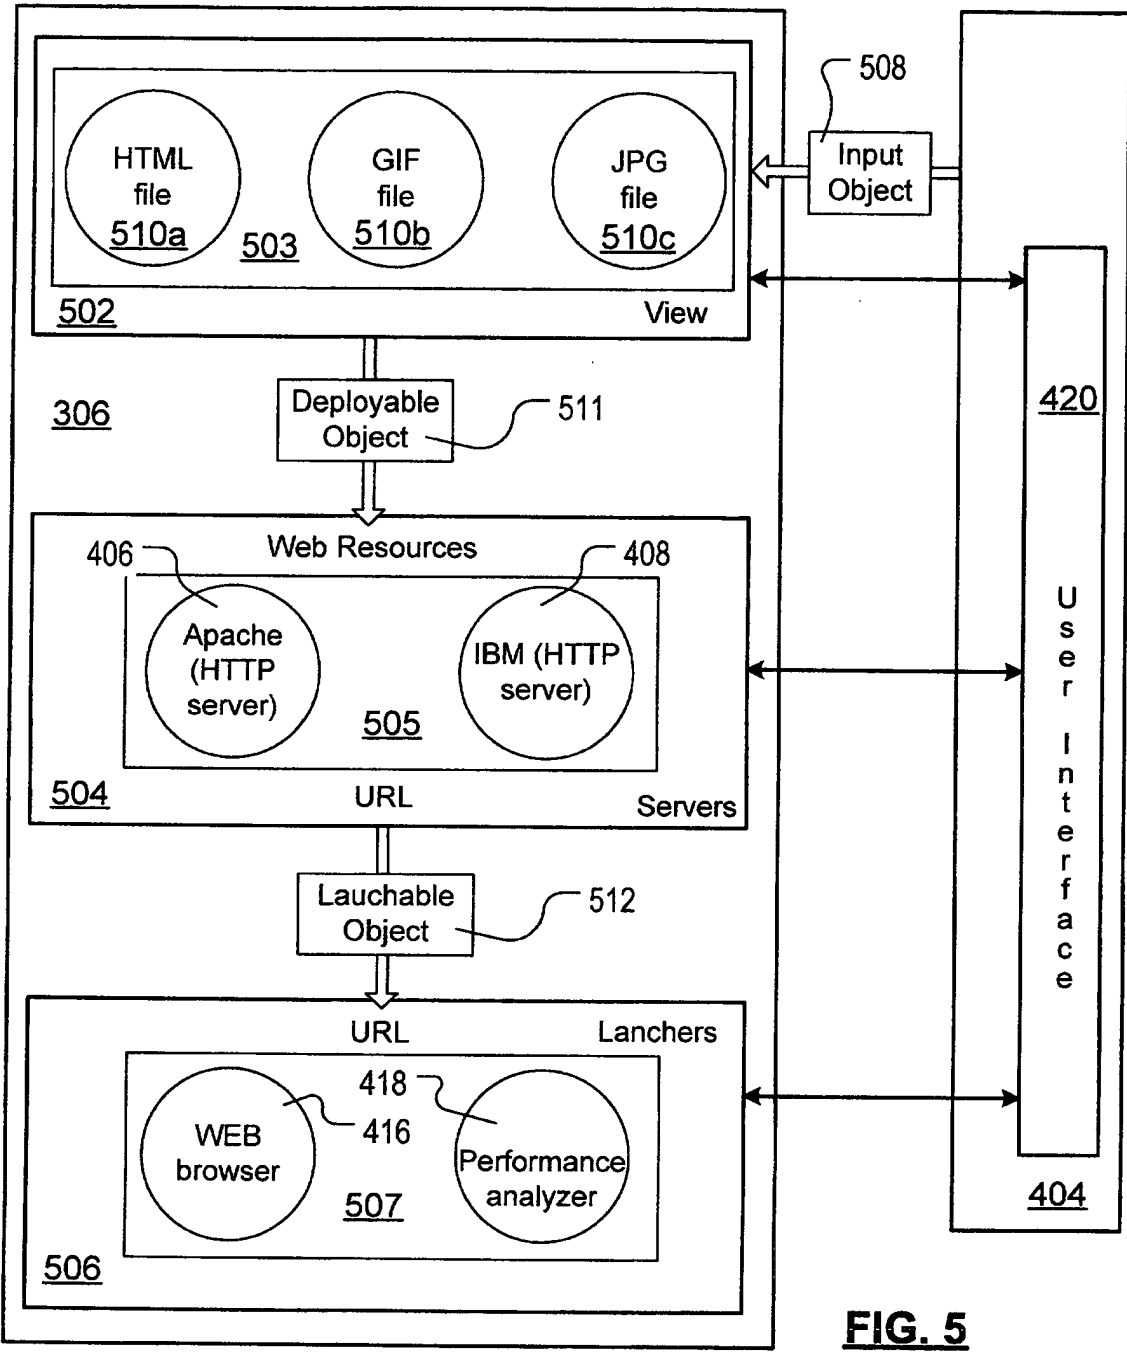 508
Input
Object
HTML
file
510a
GIF
file
510b
JPG
file
510c
503
502
View
306
Deployable
Object
511
420
Web Resources
406
408
Apache
(HTTP
server)
IBM (HTTP
server)
505
504
URL
Servers
User Interface
Lauchable
Object
512
URL
Lanchers
418
416
WEB
browser
Performance
analyzer
507
506
404
FIG. 5